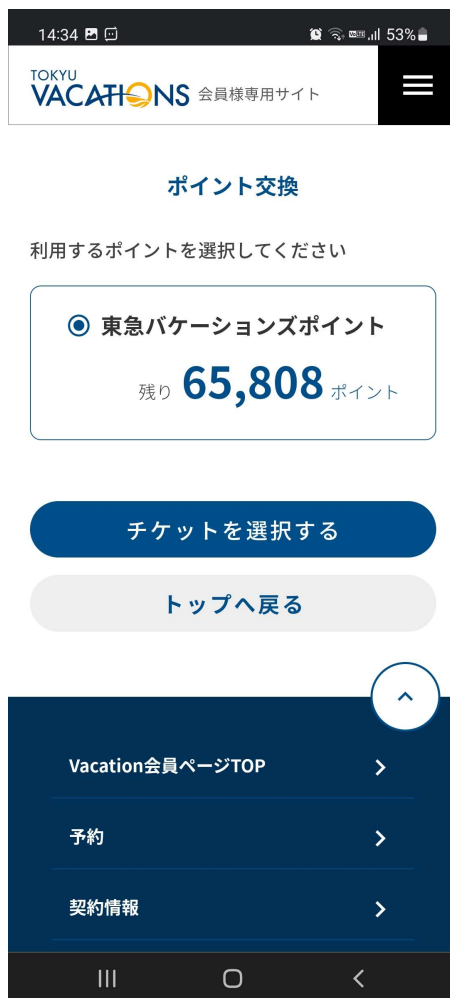 14:34
53%
TOKYU
VACATIONS 会員様専用サイト
ポイント交換
利用するポイントを選択してください
東急バケーションズポイント
残り 65,808 ポイント
チケットを選択する
トップへ戻る
Vacation会員ページTOP
予約
契約情報